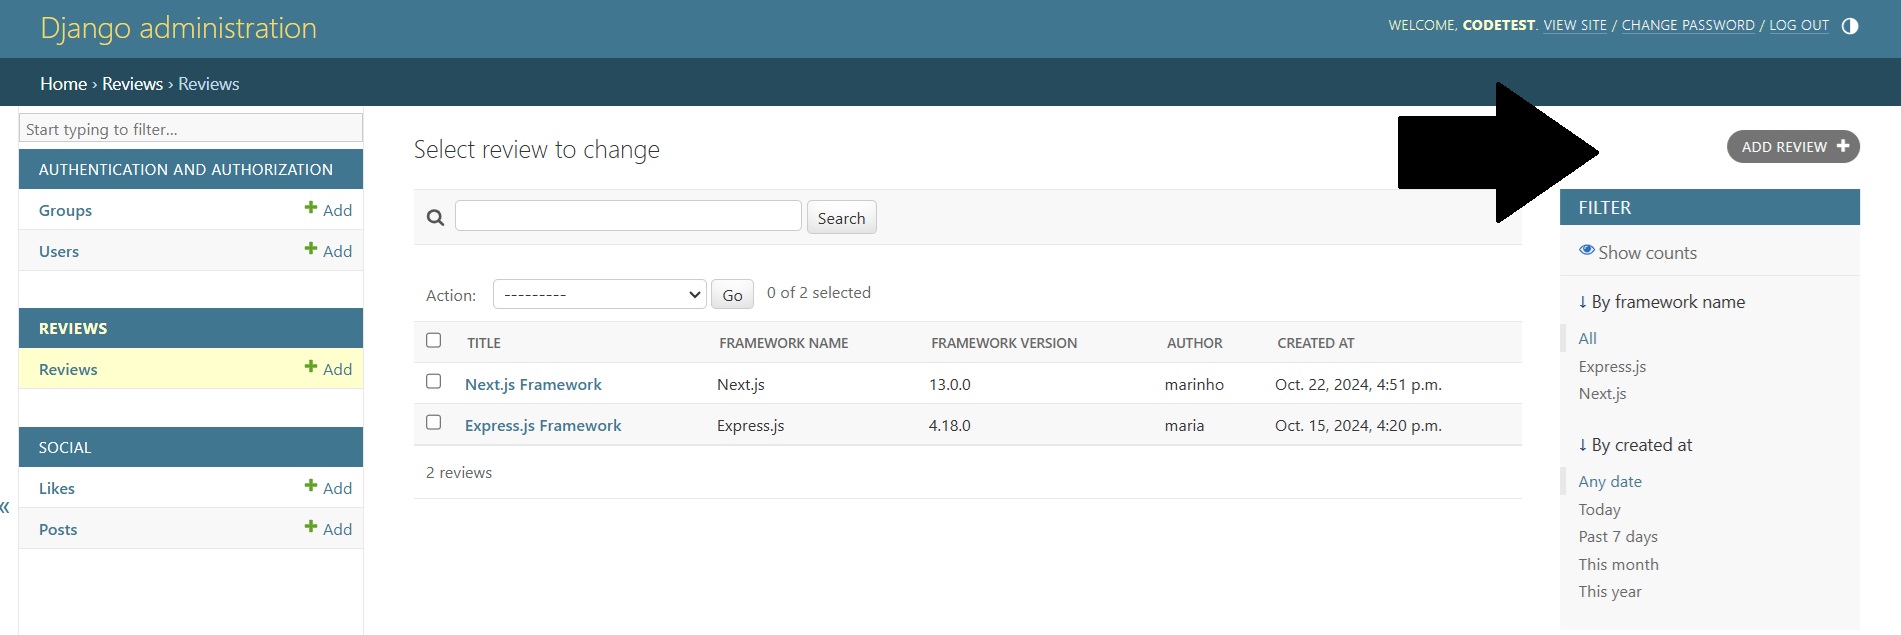 Django administration
WELCOME, CODETEST. VIEW SITE / CHANGE PASSWORD / LOG OUT
Home › Reviews › Reviews
Start typing to filter...
AUTHENTICATION AND AUTHORIZATION
Groups + Add
Users + Add
REVIEWS
Reviews + Add
SOCIAL
Likes + Add
Posts + Add
«
Select review to change
ADD REVIEW +
Search
Action: --------- Go 0 of 2 selected
TITLE FRAMEWORK NAME FRAMEWORK VERSION AUTHOR CREATED AT
Next.js Framework Next.js 13.0.0 marinho Oct. 22, 2024, 4:51 p.m.
Express.js Framework Express.js 4.18.0 maria Oct. 15, 2024, 4:20 p.m.
2 reviews
FILTER
Show counts
↓ By framework name
All
Express.js
Next.js
↓ By created at
Any date
Today
Past 7 days
This month
This year